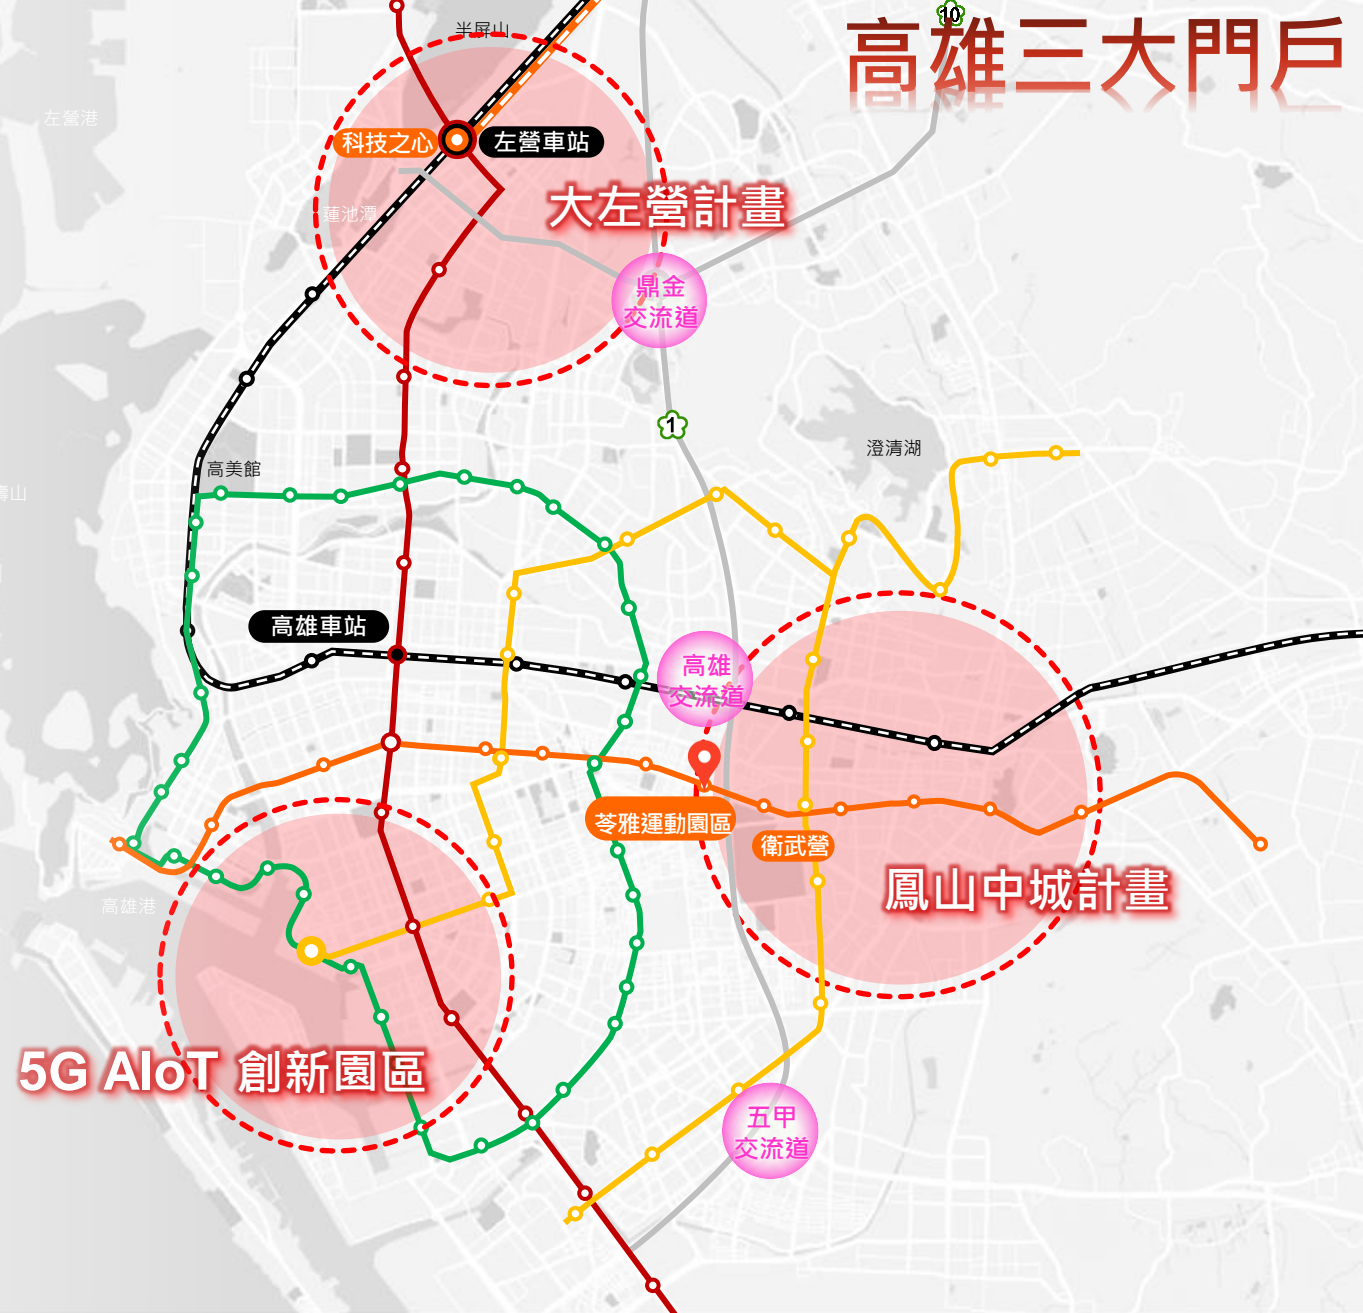 10
高雄三大門戶
半屏山
左營港
科技之心
左營車站
大左營計畫
蓮池潭
鼎金
交流道
1
澄清湖
高美館
壽山
高雄車站
高雄
交流道
苓雅運動園區
衛武營
鳳山中城計畫
高雄港
5G AIoT 創新園區
五甲
交流道